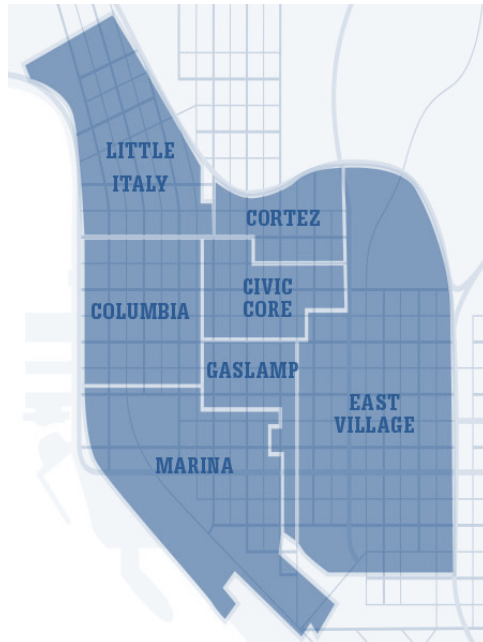 LITTLE
ITALY
CORTEZ
CIVIC
CORE
COLUMBIA
GASLAMP
EAST
VILLAGE
MARINA